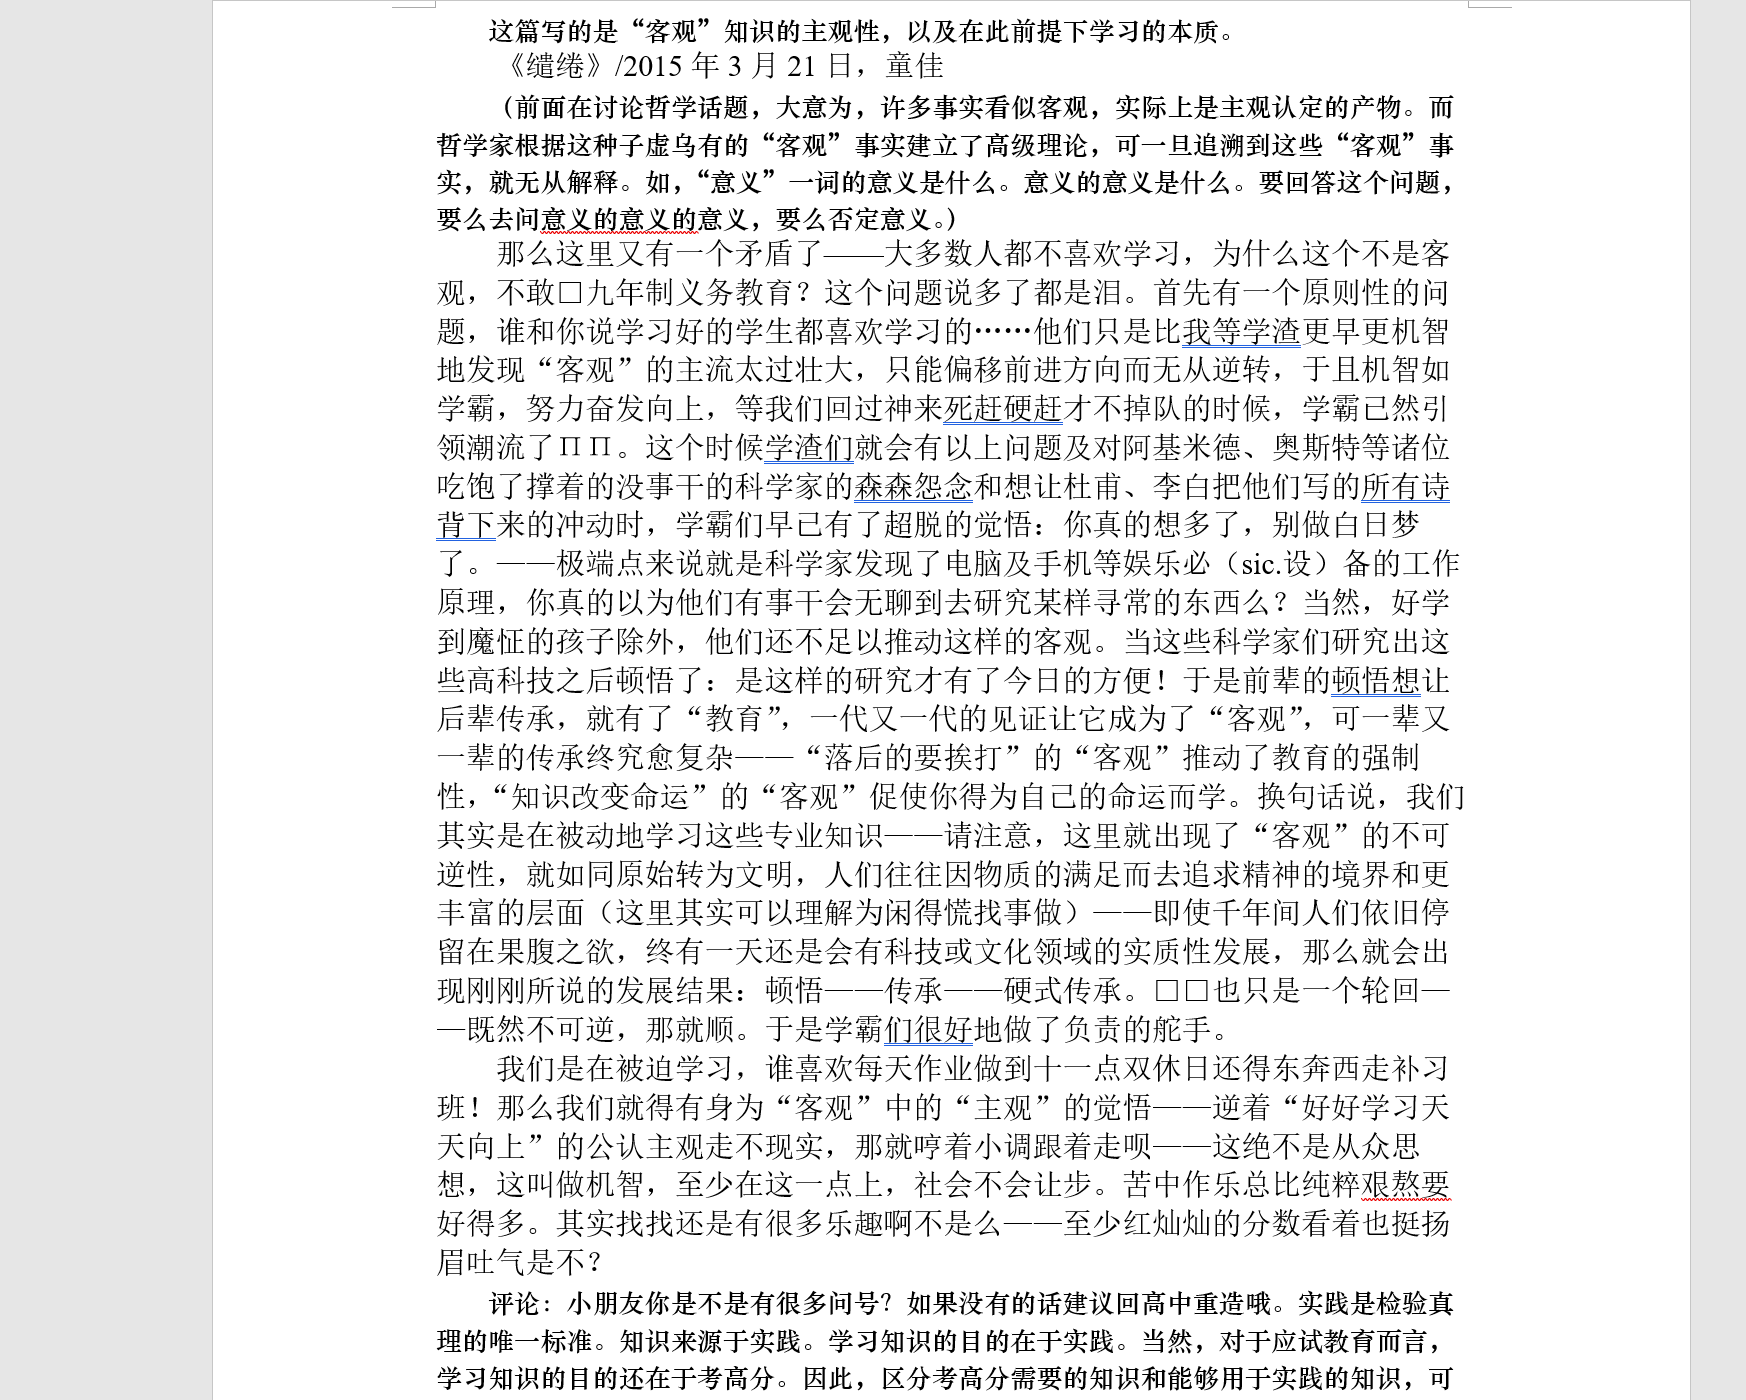 这篇写的是“客观”知识的主观性，以及在此前提下学习的本质。
《缱绻》/2015 年 3 月 21 日，童佳
（前面在讨论哲学话题，大意为，许多事实看似客观，实际上是主观认定的产物。而
哲学家根据这种子虚乌有的“客观”事实建立了高级理论，可一旦追溯到这些“客观”事
实，就无从解释。如，“意义”一词的意义是什么。意义的意义是什么。要回答这个问题，
要么去问意义的意义的意义，要么否定意义。）
那么这里又有一个矛盾了——大多数人都不喜欢学习，为什么这个不是客
观，不敢□九年制义务教育？这个问题说多了都是泪。首先有一个原则性的问
题，谁和你说学习好的学生都喜欢学习的……他们只是比我等学渣更早更机智
地发现“客观”的主流太过壮大，只能偏移前进方向而无从逆转，于且机智如
学霸，努力奋发向上，等我们回过神来死赶硬赶才不掉队的时候，学霸已然引
领潮流了ΠΠ。这个时候学渣们就会有以上问题及对阿基米德、奥斯特等诸位
吃饱了撑着的没事干的科学家的森森怨念和想让杜甫、李白把他们写的所有诗
背下来的冲动时，学霸们早已有了超脱的觉悟：你真的想多了，别做白日梦
了。——极端点来说就是科学家发现了电脑及手机等娱乐必（sic.设）备的工作
原理，你真的以为他们有事干会无聊到去研究某样寻常的东西么？当然，好学
到魔怔的孩子除外，他们还不足以推动这样的客观。当这些科学家们研究出这
些高科技之后顿悟了：是这样的研究才有了今日的方便！于是前辈的顿悟想让
后辈传承，就有了“教育”，一代又一代的见证让它成为了“客观”，可一辈又
一辈的传承终究愈复杂——“落后的要挨打”的“客观”推动了教育的强制
性，“知识改变命运”的“客观”促使你得为自己的命运而学。换句话说，我们
其实是在被动地学习这些专业知识——请注意，这里就出现了“客观”的不可
逆性，就如同原始转为文明，人们往往因物质的满足而去追求精神的境界和更
丰富的层面（这里其实可以理解为闲得慌找事做）——即使千年间人们依旧停
留在果腹之欲，终有一天还是会有科技或文化领域的实质性发展，那么就会出
现刚刚所说的发展结果：顿悟——传承——硬式传承。□□也只是一个轮回—
—既然不可逆，那就顺。于是学霸们很好地做了负责的舵手。
我们是在被迫学习，谁喜欢每天作业做到十一点双休日还得东奔西走补习
班！那么我们就得有身为“客观”中的“主观”的觉悟——逆着“好好学习天
天向上”的公认主观走不现实，那就哼着小调跟着走呗——这绝不是从众思
想，这叫做机智，至少在这一点上，社会不会让步。苦中作乐总比纯粹艰熬要
好得多。其实找找还是有很多乐趣啊不是么——至少红灿灿的分数看着也挺扬
眉吐气是不？
评论：小朋友你是不是有很多问号？如果没有的话建议回高中重造哦。实践是检验真
理的唯一标准。知识来源于实践。学习知识的目的在于实践。当然，对于应试教育而言，
学习知识的目的还在于考高分。因此，区分考高分需要的知识和能够用于实践的知识，可